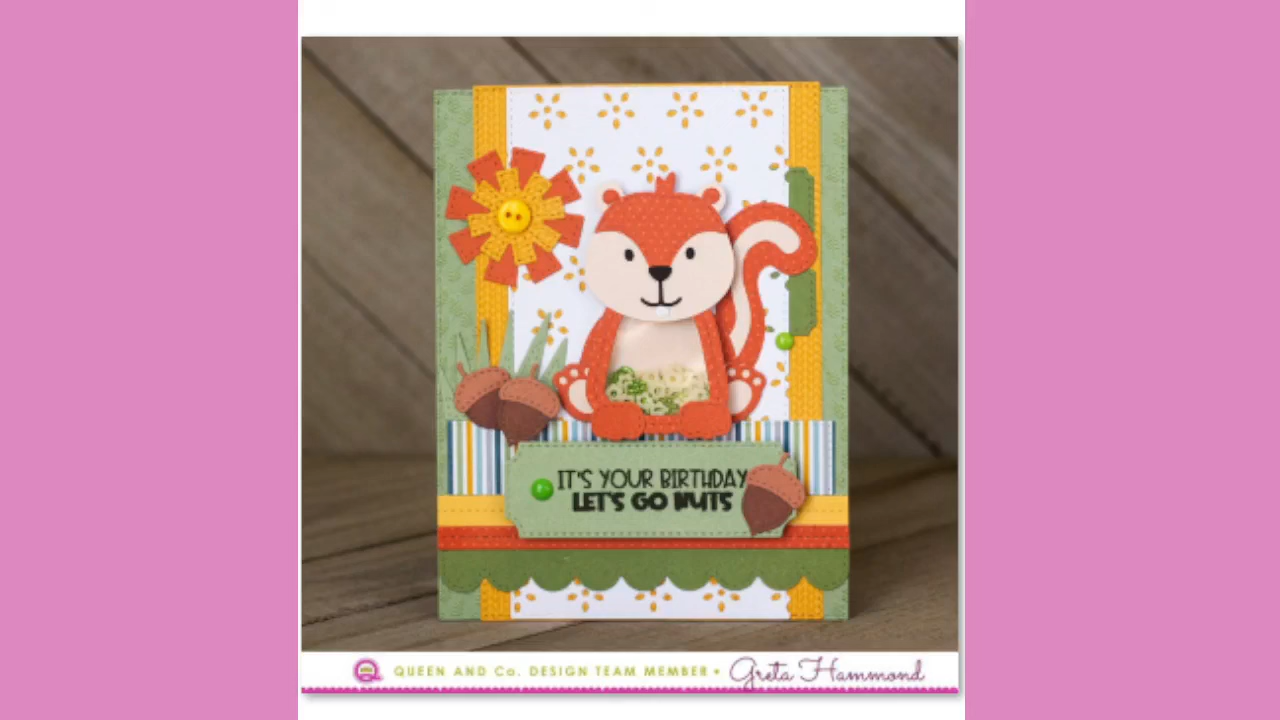 IT'S YOUR BIRTHDAY
LET'S GO NUTS
QUEEN AND Co. DESIGN TEAM MEMBER • Greta Hammond